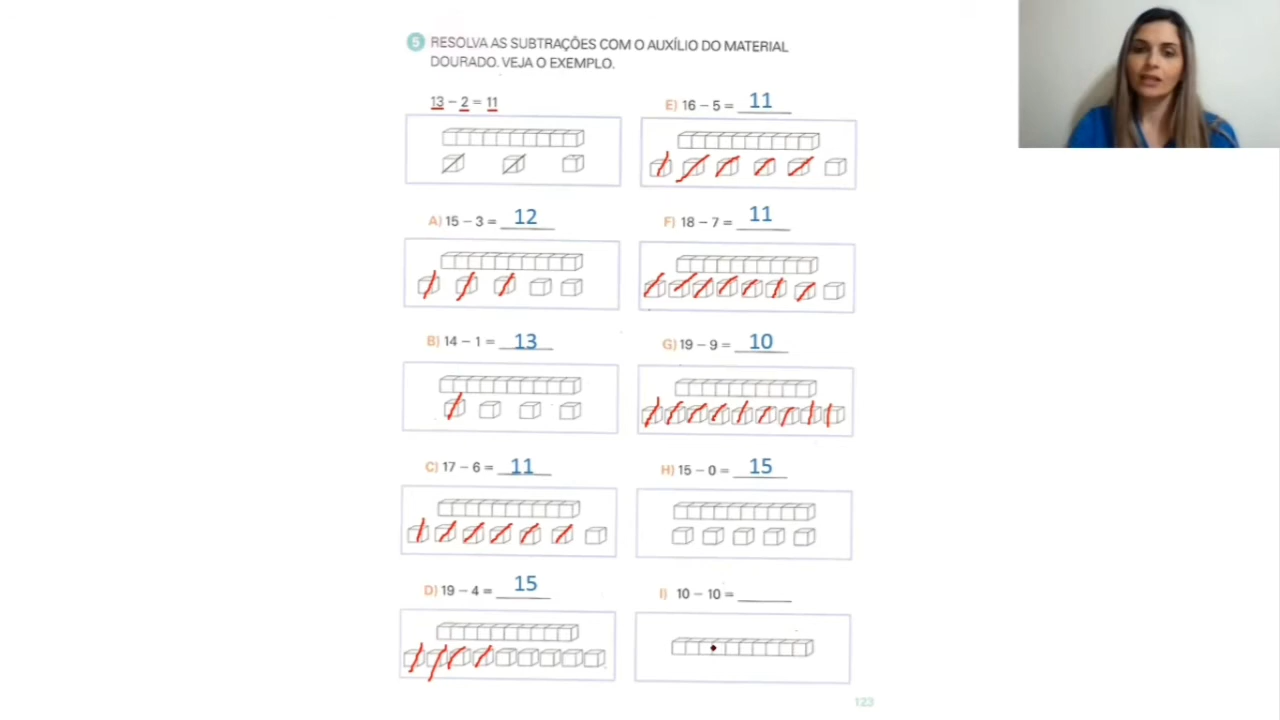 5 RESOLVA AS SUBTRAÇÕES COM O AUXÍLIO DO MATERIAL
DOURADO. VEJA O EXEMPLO.
13 – 2 = 11
A) 15 – 3 = 12
B) 14 – 1 = 13
C) 17 – 6 = 11
D) 19 – 4 = 15
E) 16 – 5 = 11
F) 18 – 7 = 11
G) 19 – 9 = 10
H) 15 – 0 = 15
I) 10 – 10 = ______
123